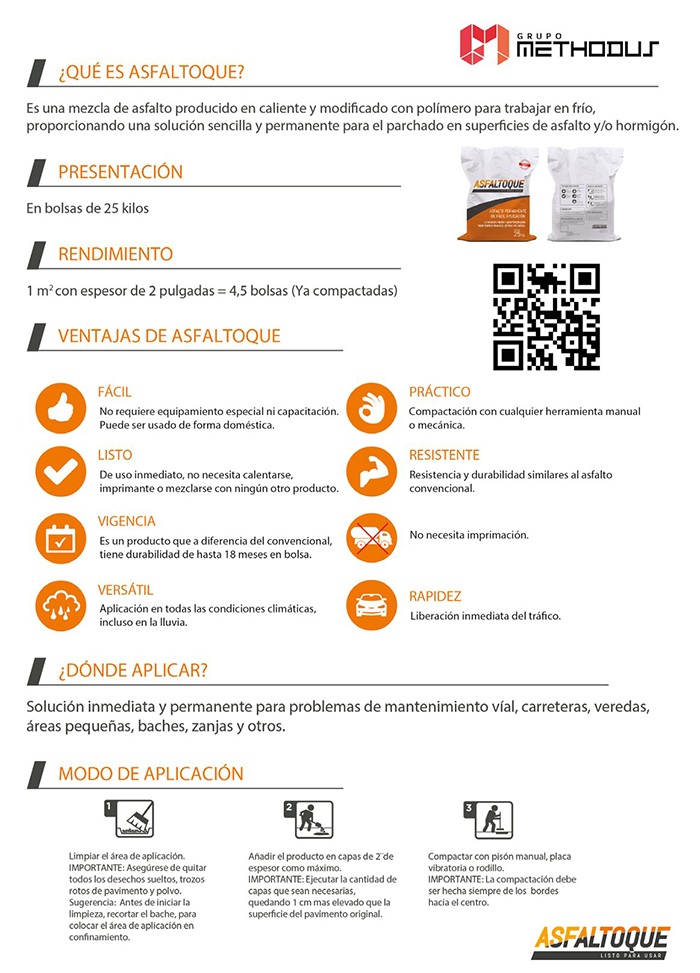 GRUPO
METHODUS
¿QUÉ ES ASFALTOQUE?
Es una mezcla de asfalto producido en caliente y modificado con polímero para trabajar en frío,
proporcionando una solución sencilla y permanente para el parchado en superficies de asfalto y/o hormigón.
PRESENTACIÓN
En bolsas de 25 kilos
ASFALTOQUE
25
RENDIMIENTO
1 m² con espesor de 2 pulgadas = 4,5 bolsas (Ya compactadas)
VENTAJAS DE ASFALTOQUE
FÁCIL
No requiere equipamiento especial ni capacitación.
Puede ser usado de forma doméstica.
PRÁCTICO
Compactación con cualquier herramienta manual
o mecánica.
LISTO
De uso inmediato, no necesita calentarse,
imprimante o mezclarse con ningún otro producto.
RESISTENTE
Resistencia y durabilidad similares al asfalto
convencional.
VIGENCIA
Es un producto que a diferencia del convencional,
tiene durabilidad de hasta 18 meses en bolsa.
No necesita imprimación.
VERSÁTIL
Aplicación en todas las condiciones climáticas,
incluso en la lluvia.
RAPIDEZ
Liberación inmediata del tráfico.
¿DÓNDE APLICAR?
Solución inmediata y permanente para problemas de mantenimiento víal, carreteras, veredas,
áreas pequeñas, baches, zanjas y otros.
MODO DE APLICACIÓN
1
Limpiar el área de aplicación.
IMPORTANTE: Asegúrese de quitar
todos los desechos sueltos, trozos
rotos de pavimento y polvo.
Sugerencia: Antes de iniciar la
limpieza, recortar el bache, para
colocar el área de aplicación en
confinamiento.
2
Añadir el producto en capas de 2¨de
espesor como máximo.
IMPORTANTE: Ejecutar la cantidad de
capas que sean necesarias,
quedando 1 cm mas elevado que la
superficie del pavimento original.
3
Compactar con pisón manual, placa
vibratoria o rodillo.
IMPORTANTE: La compactación debe
ser hecha siempre de los bordes
hacía el centro.
ASFALTOQUE
LISTO PARA USAR